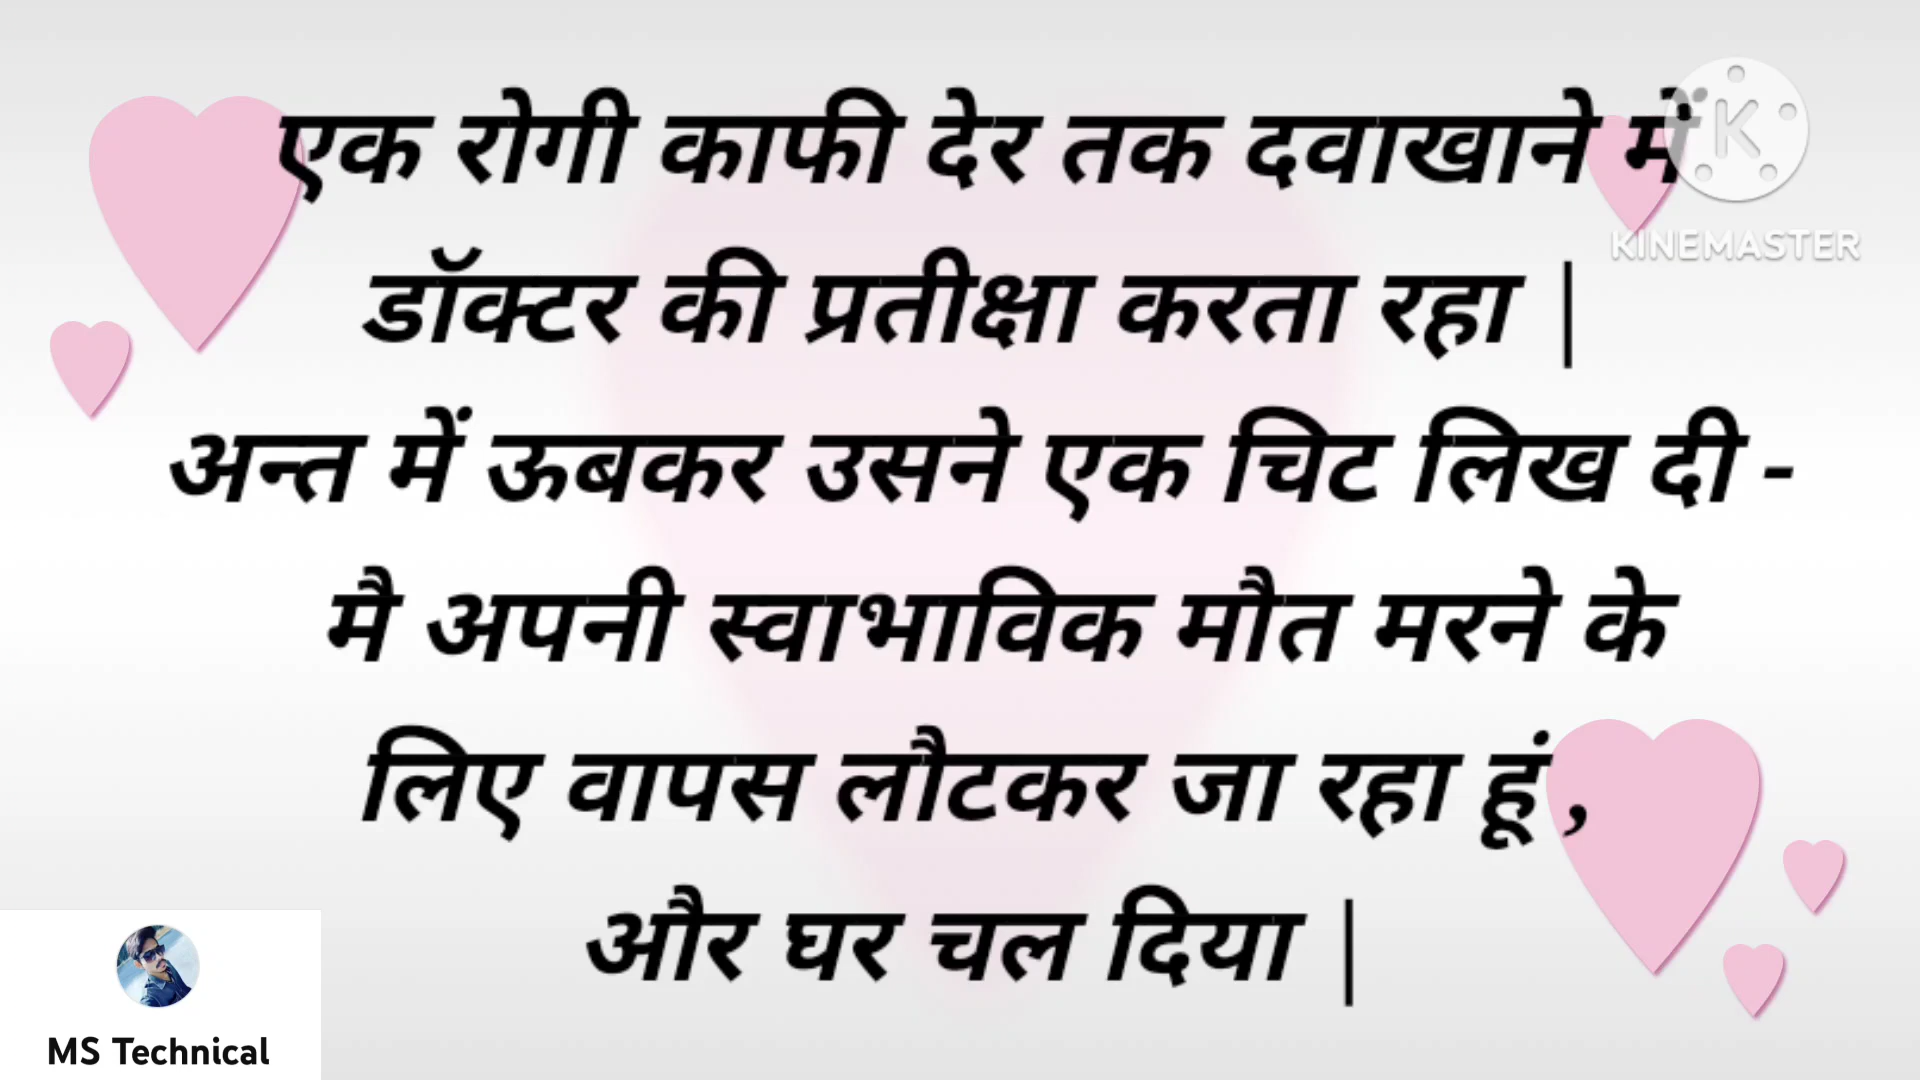 एक रोगी काफी देर तक दवाखाने में
KINEMASTER
डॉक्टर की प्रतीक्षा करता रहा |
अन्त में ऊबकर उसने एक चिट लिख दी -
मै अपनी स्वाभाविक मौत मरने के
लिए वापस लौटकर जा रहा हूं ,
और घर चल दिया |
MS Technical